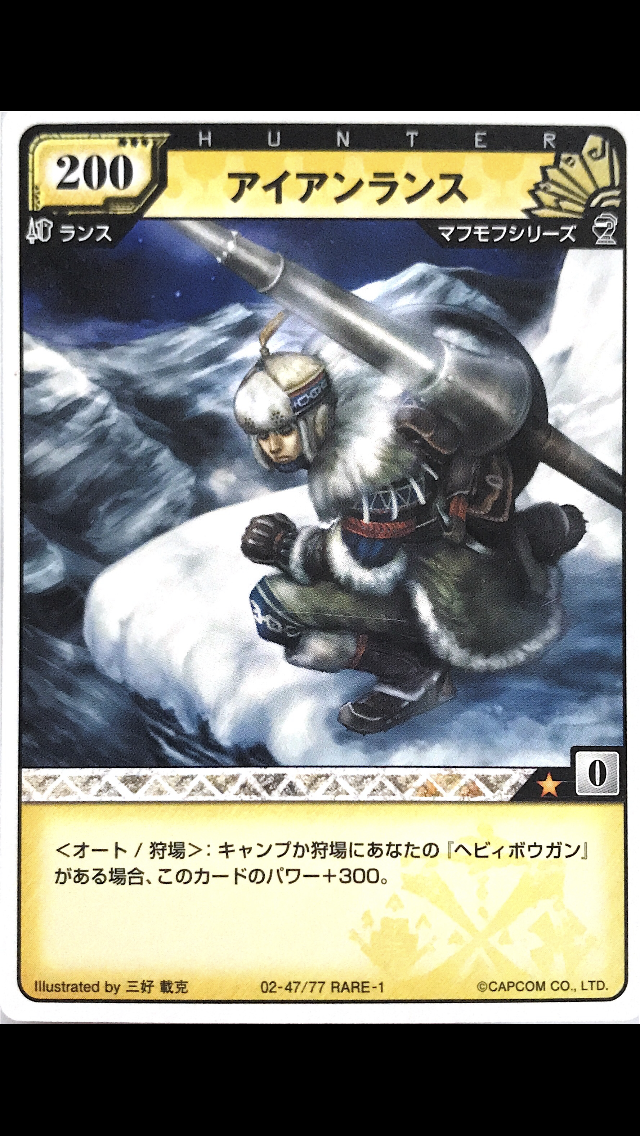 HUNTER
200
アイアンランス
ランス
マフモフシリーズ
0
<オート / 狩場>：キャンプか狩場にあなたの『ヘビィボウガン』
がある場合、このカードのパワー＋300。
Illustrated by 三好 載克
02-47/77 RARE-1
©CAPCOM CO., LTD.